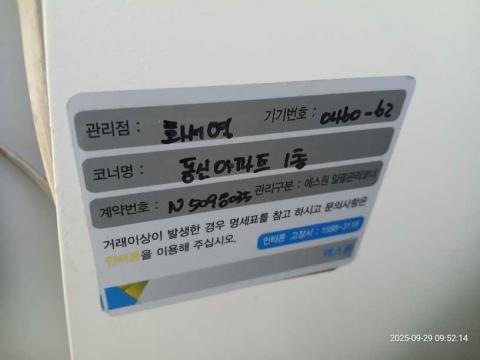 관리점 : 화세영 기기번호 : 0460-62
코너명 : 동신아파트 1층
계약번호 : N 5098035 관리구분 : 에스원 일괄관리코너
거래이상이 발생한 경우 명세표를 참고 하시고 문의사항은
인터폰을 이용해 주십시오.
인터폰 고장시 : 1588-3118
에스원
2025-09-29 09:52:14